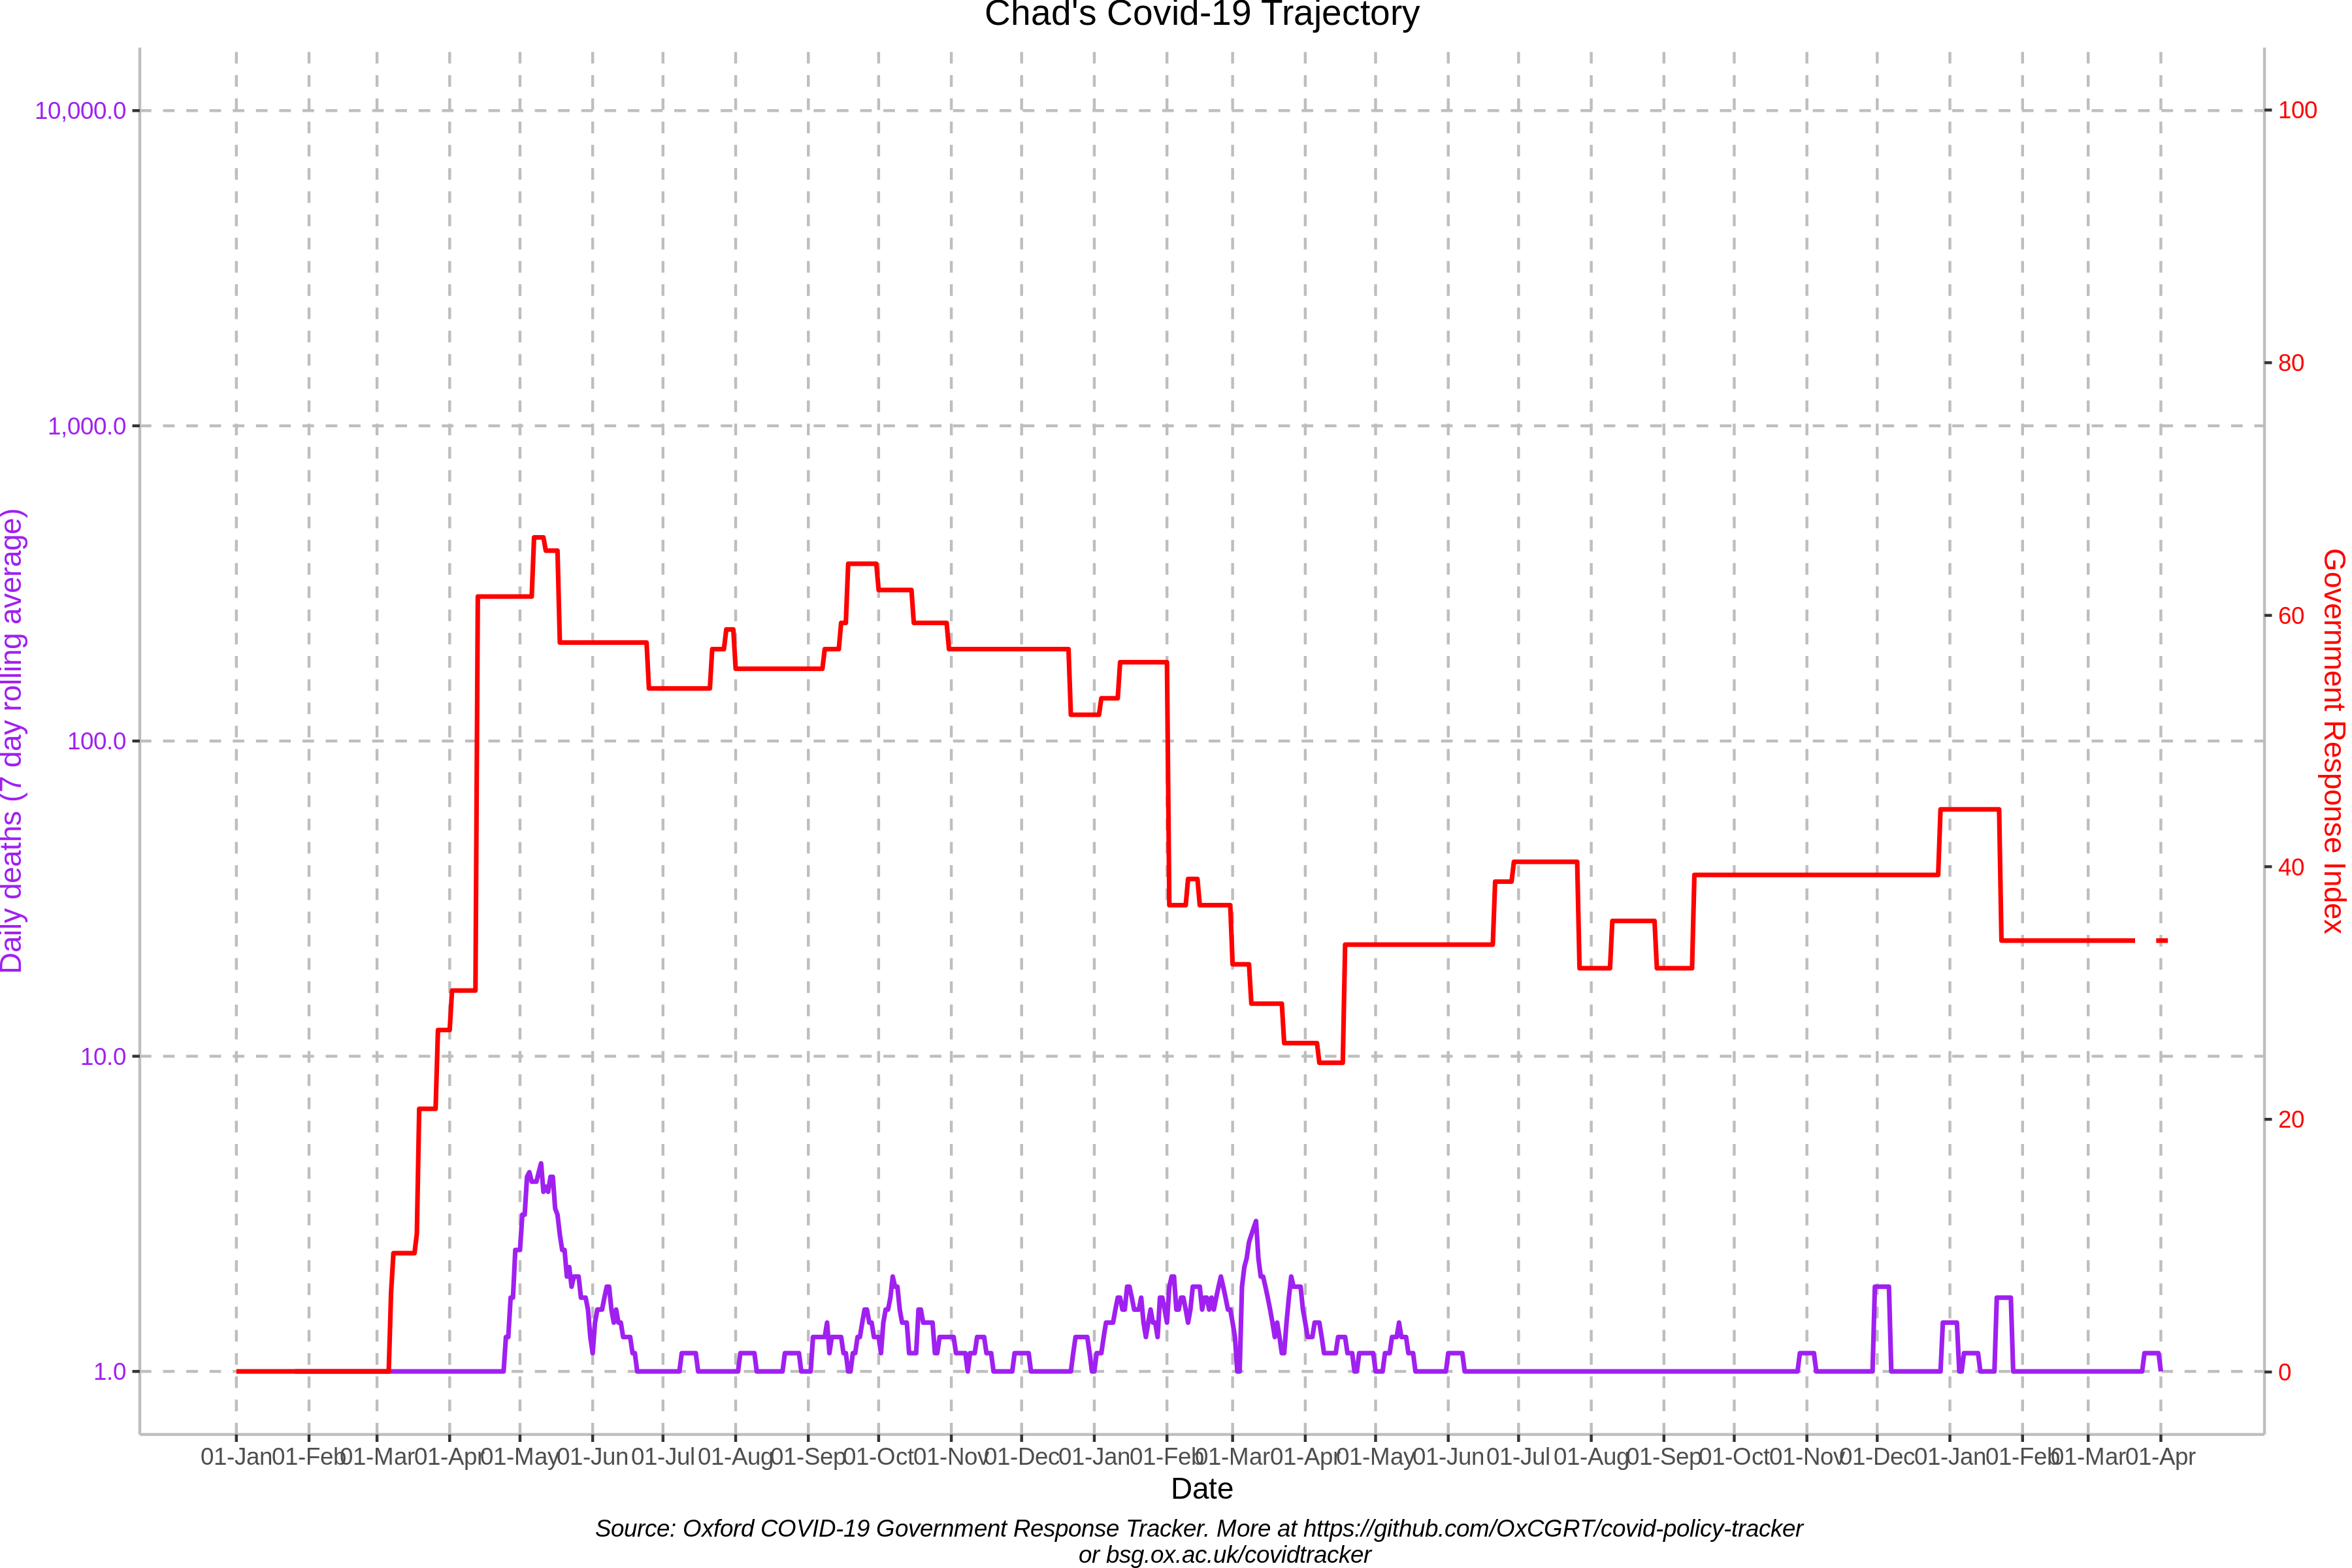 Chad's Covid-19 Trajectory
10,000.0
1,000.0
100.0
10.0
1.0
Daily deaths (7 day rolling average)
100
80
60
40
20
0
Government Response Index
01-Jan 01-Feb 01-Mar 01-Apr 01-May 01-Jun 01-Jul 01-Aug 01-Sep 01-Oct 01-Nov 01-Dec 01-Jan 01-Feb 01-Mar 01-Apr 01-May 01-Jun 01-Jul 01-Aug 01-Sep 01-Oct 01-Nov 01-Dec 01-Jan 01-Feb 01-Mar 01-Apr
Date
Source: Oxford COVID-19 Government Response Tracker. More at https://github.com/OxCGRT/covid-policy-tracker
or bsg.ox.ac.uk/covidtracker